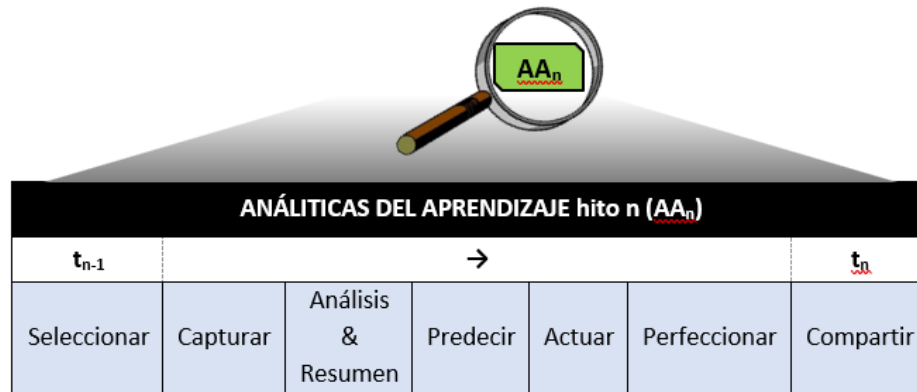 AAn
ANÁLITICAS DEL APRENDIZAJE hito n (AAn)
tn-1 → tn
Seleccionar Capturar Análisis & Resumen Predecir Actuar Perfeccionar Compartir